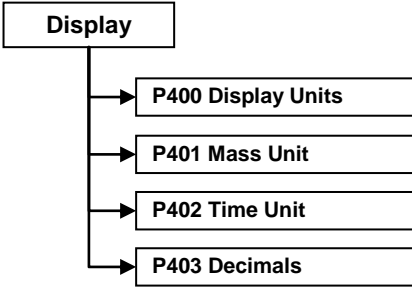 Display
P400 Display Units
P401 Mass Unit
P402 Time Unit
P403 Decimals